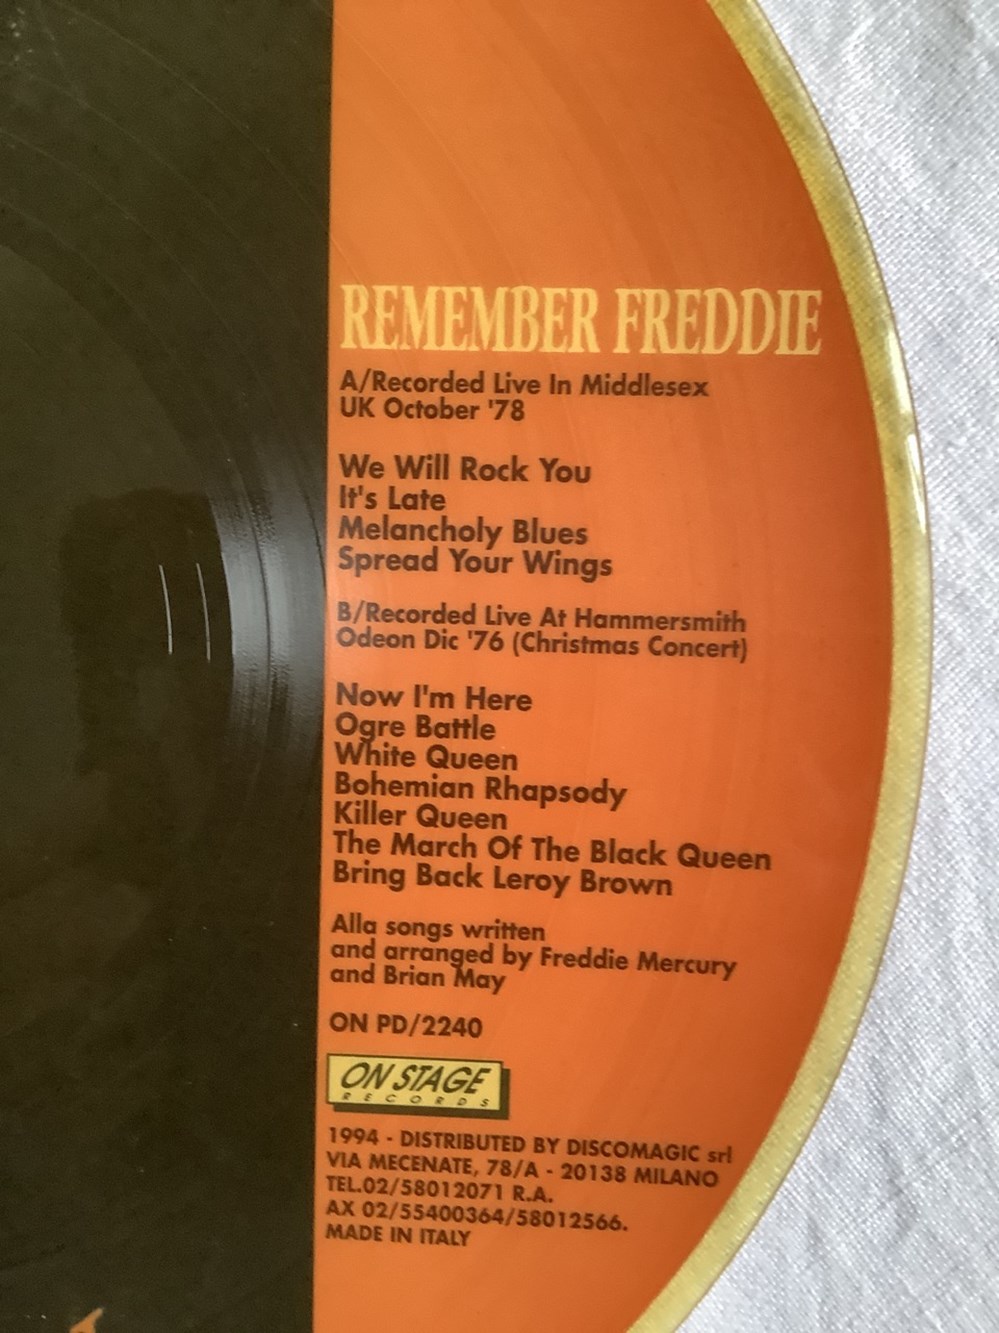 REMEMBER FREDDIE
A/Recorded Live In Middlesex
UK October '78
We Will Rock You
It's Late
Melancholy Blues
Spread Your Wings
B/Recorded Live At Hammersmith
Odeon Dic '76 (Christmas Concert)
Now I'm Here
Ogre Battle
White Queen
Bohemian Rhapsody
Killer Queen
The March Of The Black Queen
Bring Back Leroy Brown
Alla songs written
and arranged by Freddie Mercury
and Brian May
ON PD/2240
ON STAGE
RECORDS
1994 - DISTRIBUTED BY DISCOMAGIC srl
VIA MECENATE, 78/A - 20138 MILANO
TEL.02/58012071 R.A.
AX 02/55400364/58012566.
MADE IN ITALY